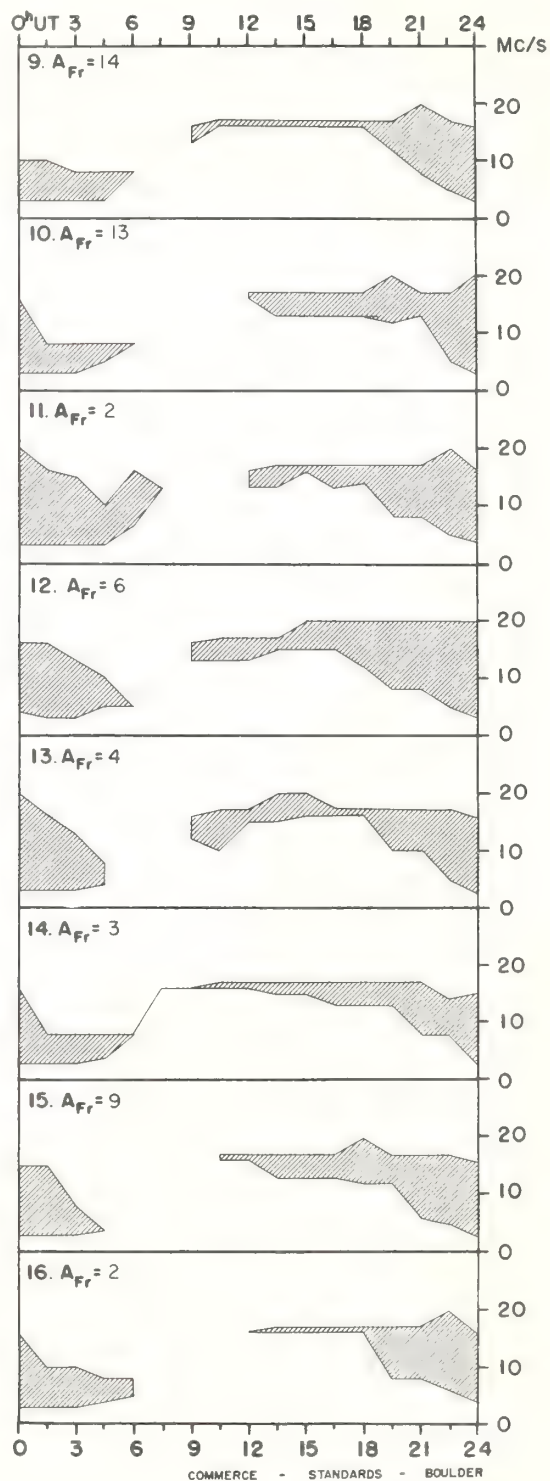 0ʰUT 3 6 9 12 15 18 21 24
Mc/s
9. A_Fr = 14
20
10
0
10. A_Fr = 13
20
10
0
11. A_Fr = 2
20
10
0
12. A_Fr = 6
20
10
0
13. A_Fr = 4
20
10
0
14. A_Fr = 3
20
10
0
15. A_Fr = 9
20
10
0
16. A_Fr = 2
20
10
0
0 3 6 9 12 15 18 21 24
COMMERCE - STANDARDS - BOULDER